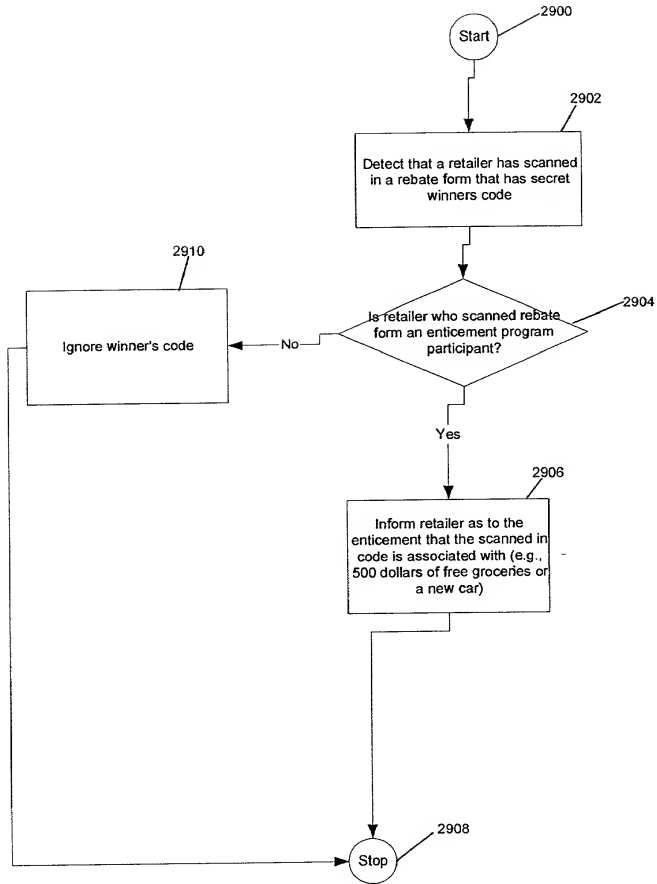 2900
Start
2902
Detect that a retailer has scanned
in a rebate form that has secret
winners code
2910
2904
Is retailer who scanned rebate
form an enticement program
participant?
Ignore winner's code
No
Yes
2906
Inform retailer as to the
enticement that the scanned in
code is associated with (e.g.,
500 dollars of free groceries or
a new car)
2908
Stop